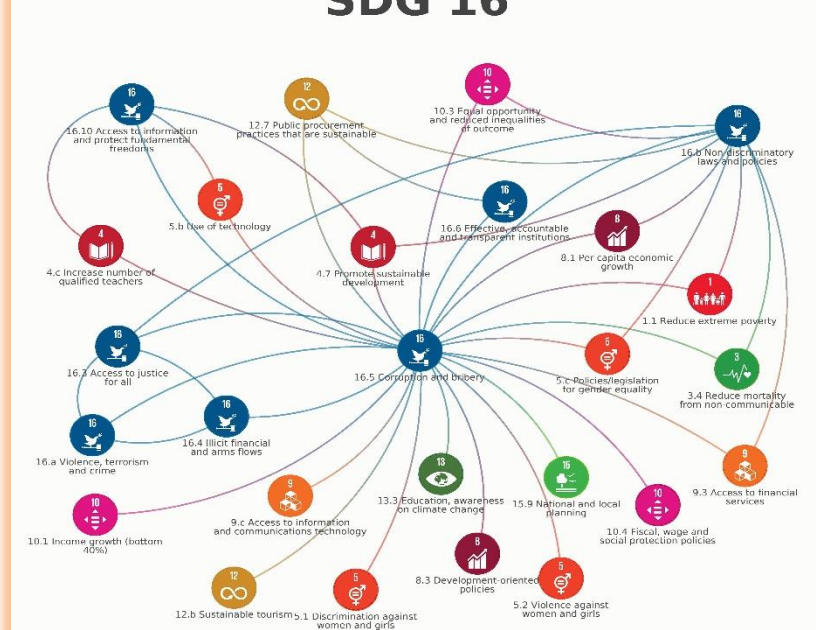 SDG 16
16
16.10 Access to information
and protect fundamental
freedoms
12
12.7 Public procurement
practices that are sustainable
10
10.3 Equal opportunity
and reduced inequalities
of outcome
16
16.b Non discriminatory
laws and policies
5
5.b Use of technology
16
16.6 Effective, accountable
and transparent institutions
8
8.1 Per capita economic
growth
4
4.c Increase number of
qualified teachers
4
4.7 Promote sustainable
development
1
1.1 Reduce extreme poverty
16
16.3 Access to justice
for all
16
16.5 Corruption and bribery
5
5.c Policies/legislation
for gender equality
3
3.4 Reduce mortality
from non-communicable
16
16.a Violence, terrorism
and crime
16
16.4 Illicit financial
and arms flows
13
13.3 Education, awareness
on climate change
15
15.9 National and local
planning
9
9.3 Access to financial
services
10
10.1 Income growth (bottom
40%)
9
9.c Access to information
and communications technology
10
10.4 Fiscal, wage and
social protection policies
12
12.b Sustainable tourism
5
5.1 Discrimination against
women and girls
8
8.3 Development-oriented
policies
5
5.2 Violence against
women and girls